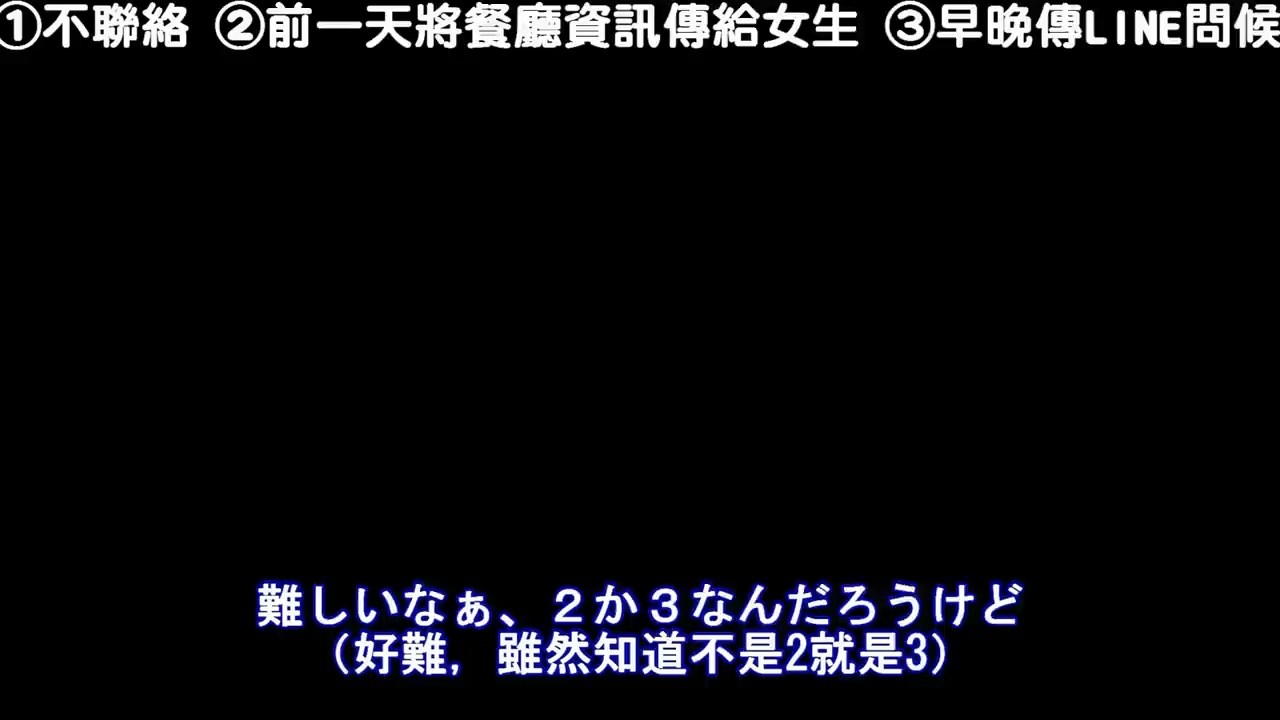 ①不聯絡 ②前一天將餐廳資訊傳給女生 ③早晚傳LINE問候
難しいなぁ、２か３なんだろうけど
(好難, 雖然知道不是2就是3)